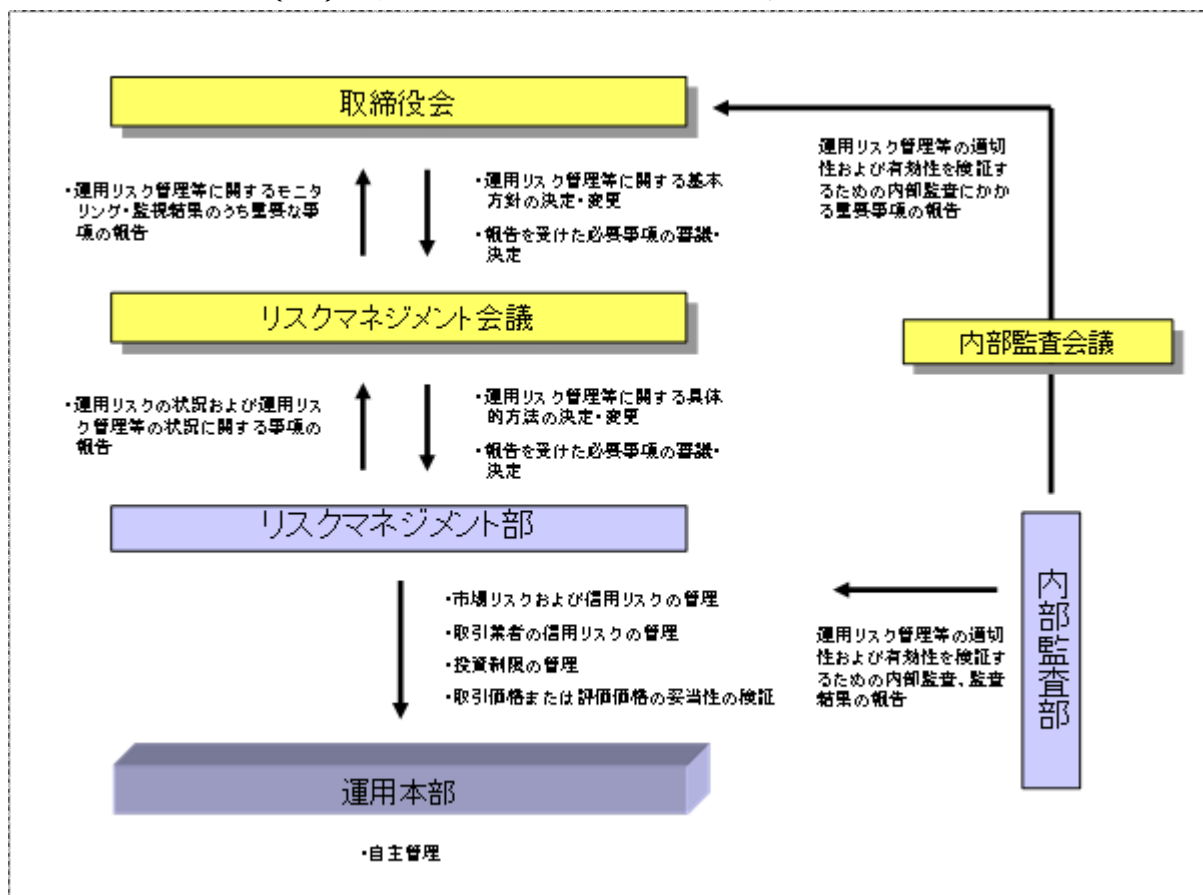 取締役会
・運用リスク管理等に関するモニ
タリング・監視結果のうち重要な事
項の報告
・運用リスク管理等に関する基本
方針の決定・変更
・報告を受けた必要事項の審議・
決定
運用リスク管理等の適切
性および有効性を検証す
るための内部監査にかか
る重要事項の報告
リスクマネジメント会議
内部監査会議
・運用リスクの状況および運用リス
ク管理等の状況に関する事項の
報告
・運用リスク管理等に関する具体
的方法の決定・変更
・報告を受けた必要事項の審議・
決定
リスクマネジメント部
・市場リスクおよび信用リスクの管理
・取引業者の信用リスクの管理
・投資制限の管理
・取引価格または評価価格の妥当性の検証
運用リスク管理等の適切
性および有効性を検証す
るための内部監査、監査
結果の報告
内部監査部
運用本部
・自主管理